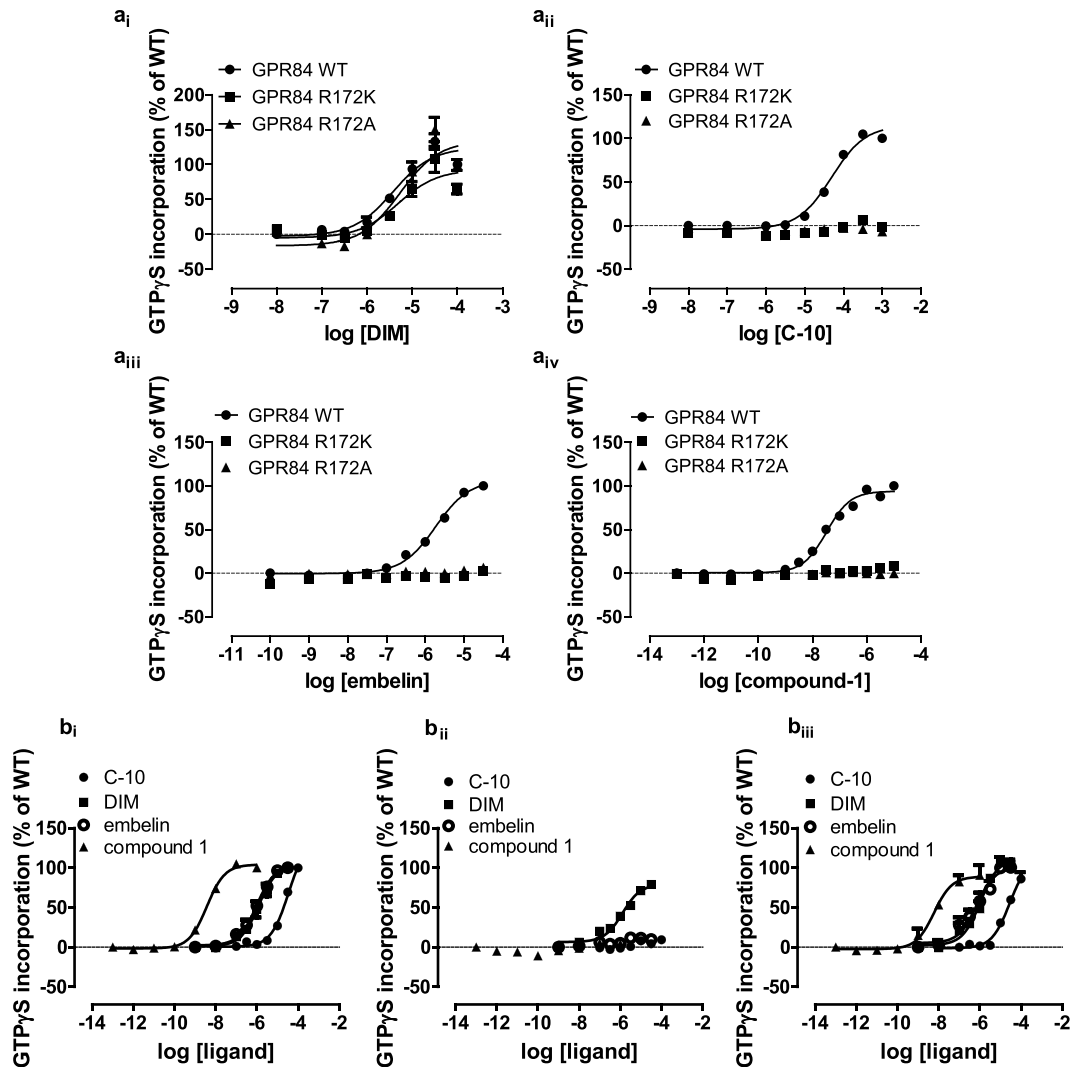 a i
GTPγS incorporation (% of WT)
GPR84 WT
GPR84 R172K
GPR84 R172A
200
150
100
50
0
-50
-9 -8 -7 -6 -5 -4 -3
log [DIM]
a ii
GTPγS incorporation (% of WT)
GPR84 WT
GPR84 R172K
GPR84 R172A
150
100
50
0
-50
-9 -8 -7 -6 -5 -4 -3 -2
log [C-10]
a iii
GTPγS incorporation (% of WT)
GPR84 WT
GPR84 R172K
GPR84 R172A
150
100
50
0
-50
-11 -10 -9 -8 -7 -6 -5 -4
log [embelin]
a iv
GTPγS incorporation (% of WT)
GPR84 WT
GPR84 R172K
GPR84 R172A
150
100
50
0
-50
-14 -12 -10 -8 -6 -4
log [compound-1]
b i
GTPγS incorporation (% of WT)
C-10
DIM
embelin
compound 1
150
100
50
0
-50
-14 -12 -10 -8 -6 -4 -2
log [ligand]
b ii
GTPγS incorporation (% of WT)
C-10
DIM
embelin
compound 1
150
100
50
0
-50
-14 -12 -10 -8 -6 -4 -2
log [ligand]
b iii
GTPγS incorporation (% of WT)
C-10
DIM
embelin
compound 1
150
100
50
0
-50
-14 -12 -10 -8 -6 -4 -2
log [ligand]